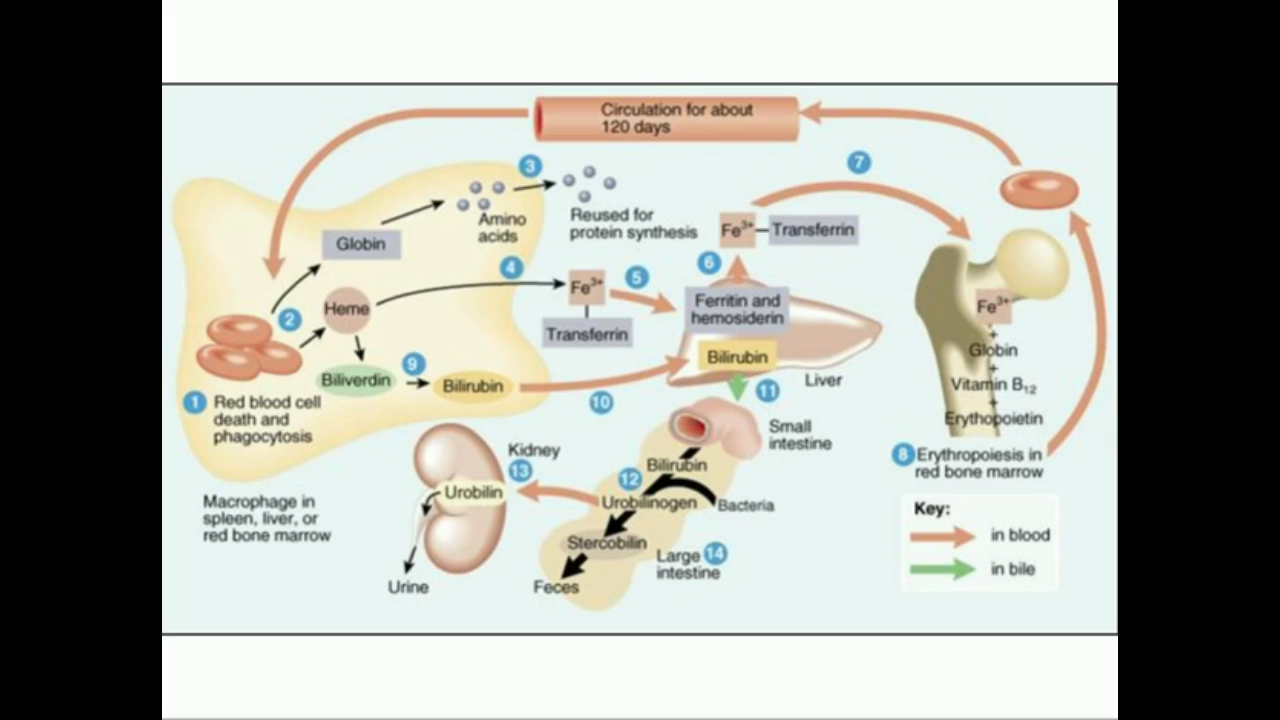 Circulation for about
120 days
3
7
Amino
acids
Reused for
protein synthesis
Fe3+
Transferrin
Globin
4
6
5
Fe3+
Transferrin
Ferritin and
hemosiderin
Heme
2
Fe3+
+
Globin
+
Vitamin B12
+
Erythropoietin
Biliverdin
9
Bilirubin
Bilirubin
Liver
10
11
1 Red blood cell
death and
phagocytosis
Small
intestine
8 Erythropoiesis in
red bone marrow
Kidney
13
Bilirubin
12
Urobilin
Urobilinogen
Bacteria
Macrophage in
spleen, liver, or
red bone marrow
Stercobilin
Large 14
intestine
Urine
Feces
Key:
in blood
in bile